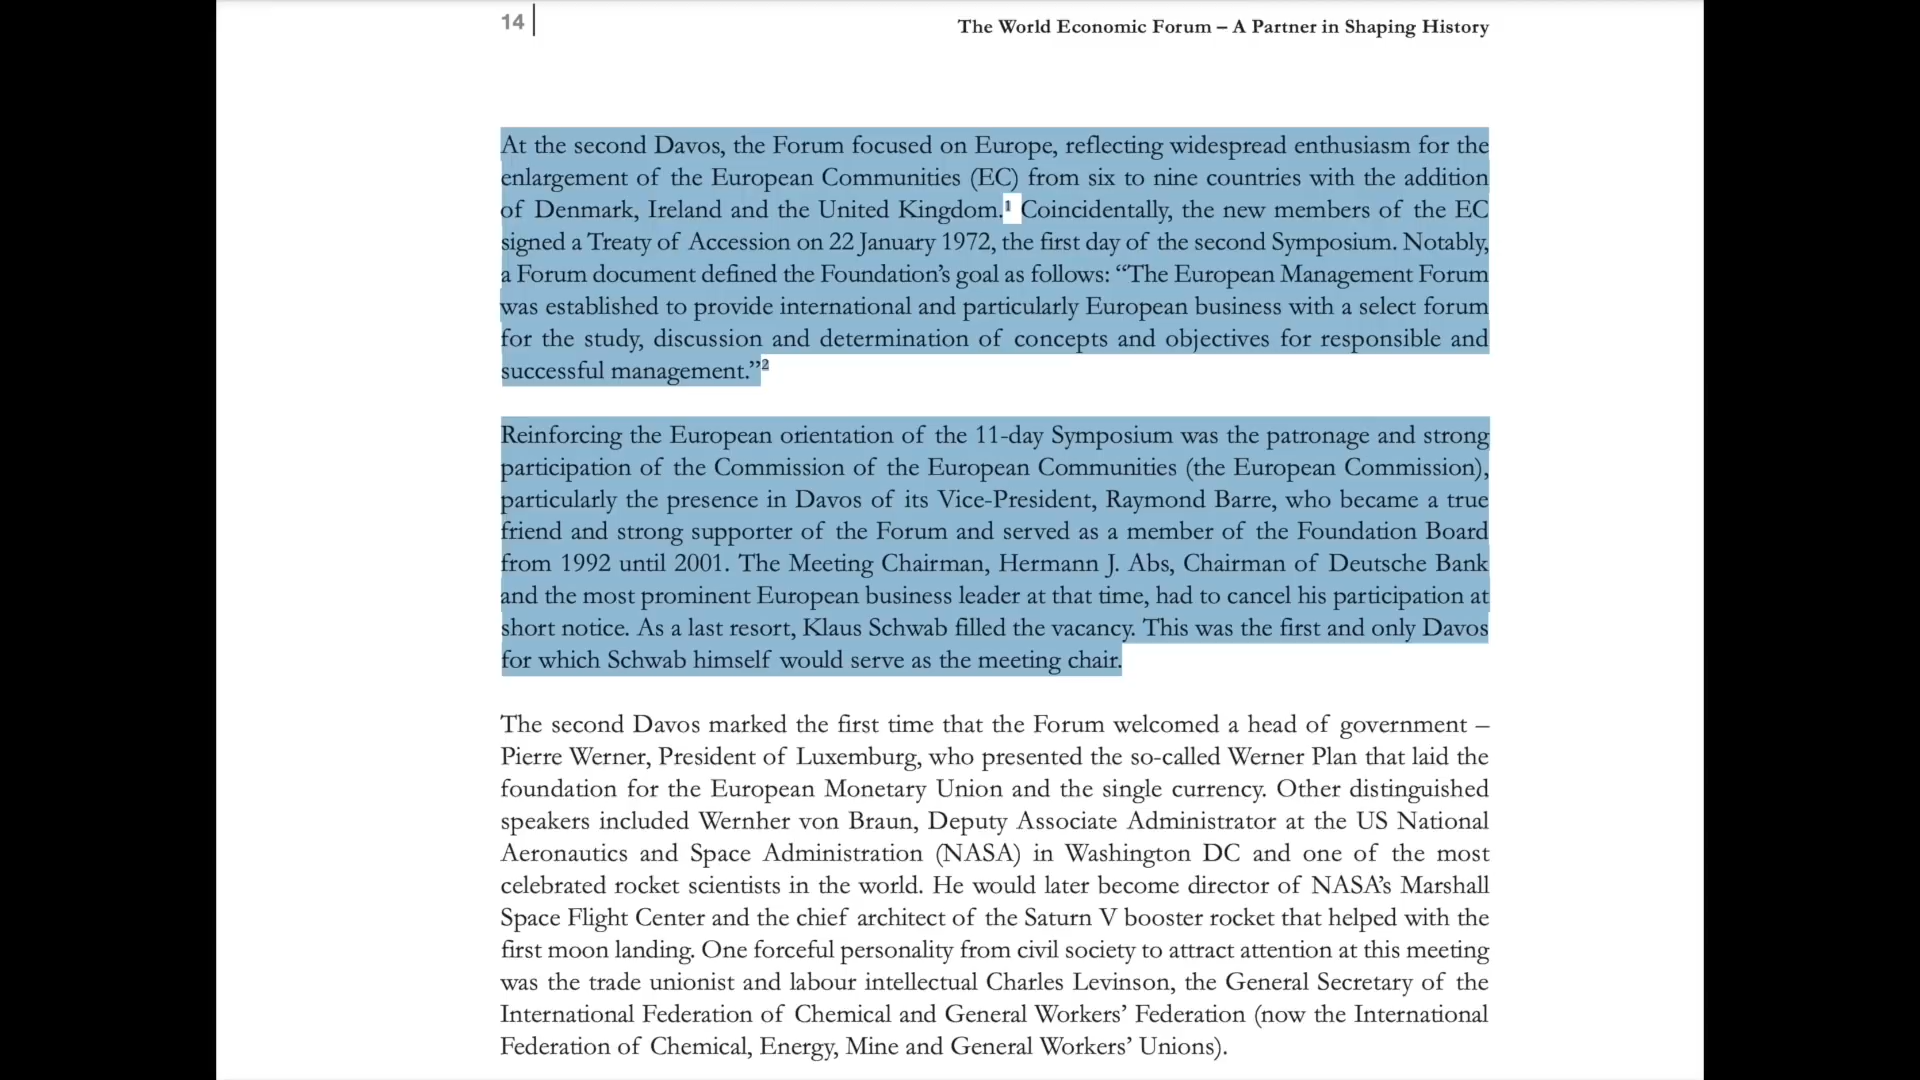 14
The World Economic Forum – A Partner in Shaping History
At the second Davos, the Forum focused on Europe, reflecting widespread enthusiasm for the
enlargement of the European Communities (EC) from six to nine countries with the addition
of Denmark, Ireland and the United Kingdom.¹ Coincidentally, the new members of the EC
signed a Treaty of Accession on 22 January 1972, the first day of the second Symposium. Notably,
a Forum document defined the Foundation’s goal as follows: “The European Management Forum
was established to provide international and particularly European business with a select forum
for the study, discussion and determination of concepts and objectives for responsible and
successful management.”²
Reinforcing the European orientation of the 11-day Symposium was the patronage and strong
participation of the Commission of the European Communities (the European Commission),
particularly the presence in Davos of its Vice-President, Raymond Barre, who became a true
friend and strong supporter of the Forum and served as a member of the Foundation Board
from 1992 until 2001. The Meeting Chairman, Hermann J. Abs, Chairman of Deutsche Bank
and the most prominent European business leader at that time, had to cancel his participation at
short notice. As a last resort, Klaus Schwab filled the vacancy. This was the first and only Davos
for which Schwab himself would serve as the meeting chair.
The second Davos marked the first time that the Forum welcomed a head of government –
Pierre Werner, President of Luxemburg, who presented the so-called Werner Plan that laid the
foundation for the European Monetary Union and the single currency. Other distinguished
speakers included Wernher von Braun, Deputy Associate Administrator at the US National
Aeronautics and Space Administration (NASA) in Washington DC and one of the most
celebrated rocket scientists in the world. He would later become director of NASA’s Marshall
Space Flight Center and the chief architect of the Saturn V booster rocket that helped with the
first moon landing. One forceful personality from civil society to attract attention at this meeting
was the trade unionist and labour intellectual Charles Levinson, the General Secretary of the
International Federation of Chemical and General Workers’ Federation (now the International
Federation of Chemical, Energy, Mine and General Workers’ Unions).